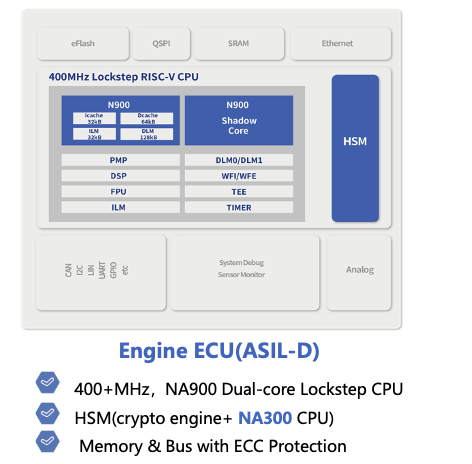 eFlash
QSPI
SRAM
Ethernet
400MHz Lockstep RISC-V CPU
N900
Icache
32kB
Dcache
64kB
ILM
32kB
DLM
128kB
N900
Shadow
Core
HSM
PMP
DLM0/DLM1
DSP
WFI/WFE
FPU
TEE
ILM
TIMER
CAN
I2C
LIN
UART
GPIO
etc
System Debug
Sensor Monitor
Analog
Engine ECU(ASIL-D)
400+MHz，NA900 Dual-core Lockstep CPU
HSM(crypto engine+ NA300 CPU)
Memory & Bus with ECC Protection